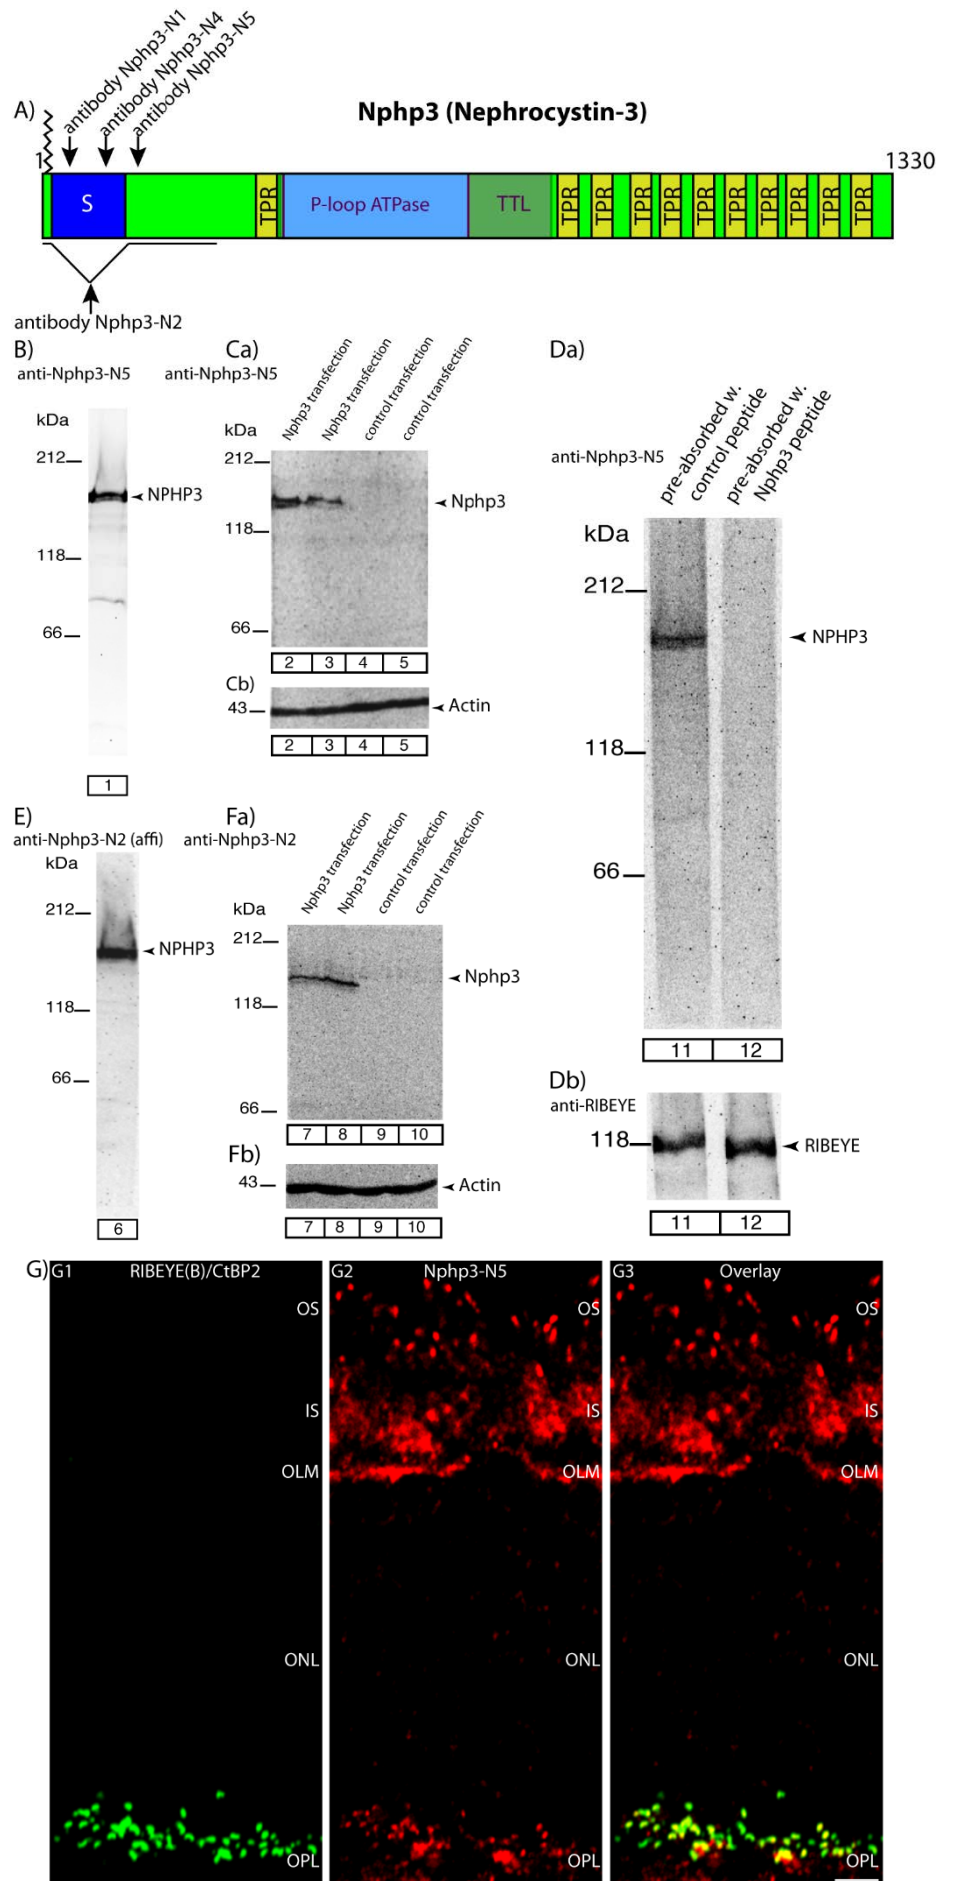 antibody Nphp3-N1
antibody Nphp3-N4
antibody Nphp3-N5
A)
Nphp3 (Nephrocystin-3)
1
1330
S
TPR
P-loop ATPase
TTL
TPR
TPR
TPR
TPR
TPR
TPR
TPR
TPR
TPR
antibody Nphp3-N2
B)
anti-Nphp3-N5
kDa
212
NPHP3
118
66
1
Ca)
anti-Nphp3-N5
Nphp3 transfection
Nphp3 transfection
control transfection
control transfection
kDa
212
Nphp3
118
66
2 3 4 5
Cb)
43
Actin
2 3 4 5
Da)
anti-Nphp3-N5
pre-absorbed w.
control peptide
pre-absorbed w.
Nphp3 peptide
kDa
212
NPHP3
118
66
11 12
Db)
anti-RIBEYE
118
RIBEYE
11 12
E)
anti-Nphp3-N2 (affi)
kDa
212
NPHP3
118
66
6
Fa)
anti-Nphp3-N2
Nphp3 transfection
Nphp3 transfection
control transfection
control transfection
kDa
212
Nphp3
118
66
7 8 9 10
Fb)
43
Actin
7 8 9 10
G)
G1 RIBEYE(B)/CtBP2
OS
IS
OLM
ONL
OPL
G2 Nphp3-N5
OS
IS
OLM
ONL
OPL
G3 Overlay
OS
IS
OLM
ONL
OPL